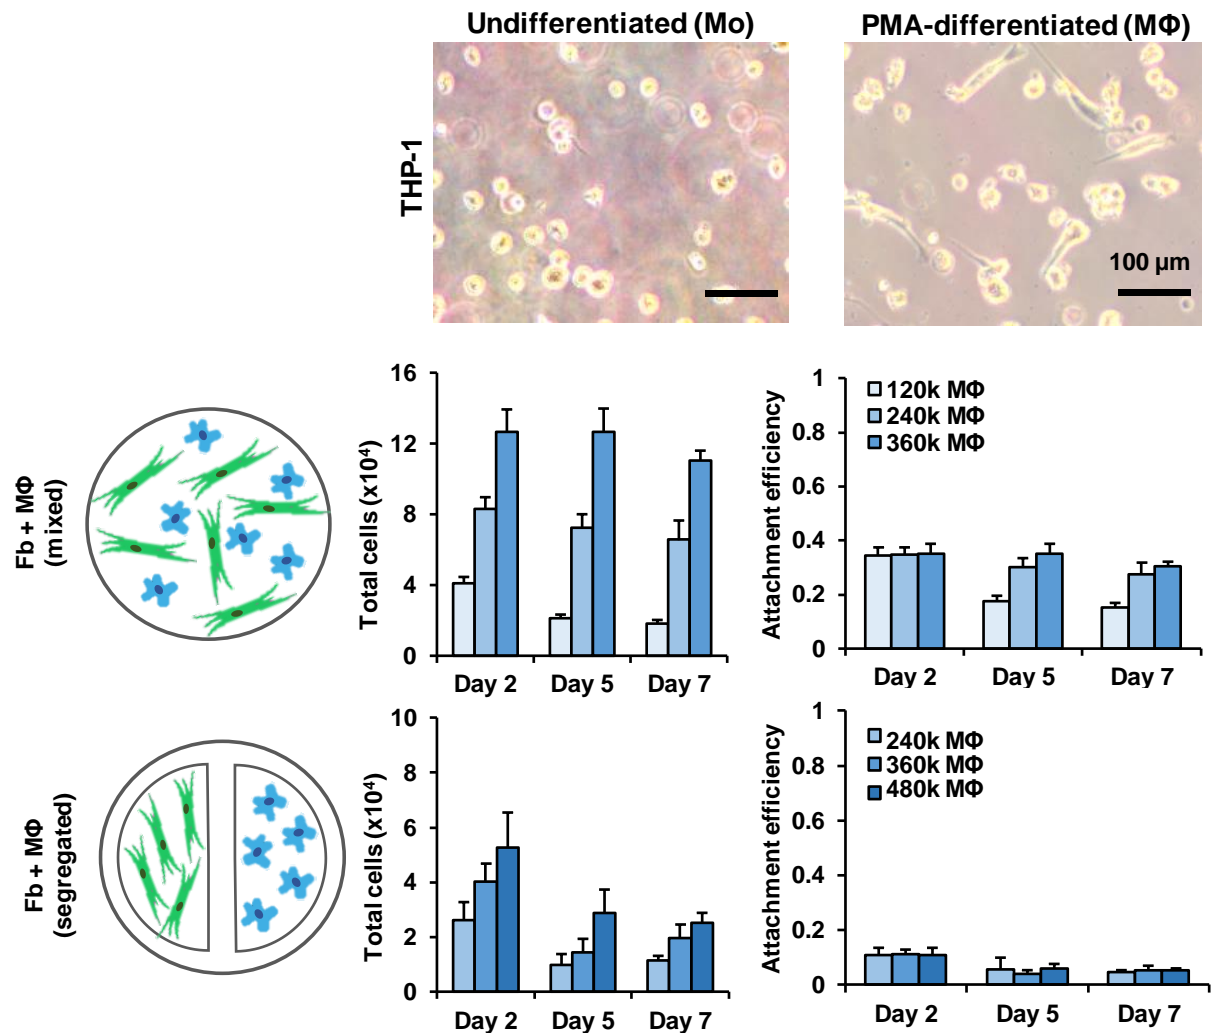 Undifferentiated (Mo)
PMA-differentiated (MΦ)
THP-1
100 µm
Fb + MΦ
(mixed)
Total cells (x10⁴)
16
12
8
4
0
Day 2
Day 5
Day 7
Attachment efficiency
1
0.8
0.6
0.4
0.2
0
120k MΦ
240k MΦ
360k MΦ
Day 2
Day 5
Day 7
Fb + MΦ
(segregated)
Total cells (x10⁴)
10
8
6
4
2
0
Day 2
Day 5
Day 7
Attachment efficiency
1
0.8
0.6
0.4
0.2
0
240k MΦ
360k MΦ
480k MΦ
Day 2
Day 5
Day 7